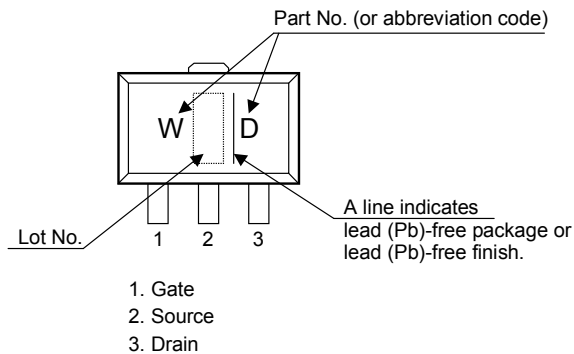 Part No. (or abbreviation code)
W D
A line indicates
lead (Pb)-free package or
lead (Pb)-free finish.
Lot No.
1 2 3
1. Gate
2. Source
3. Drain